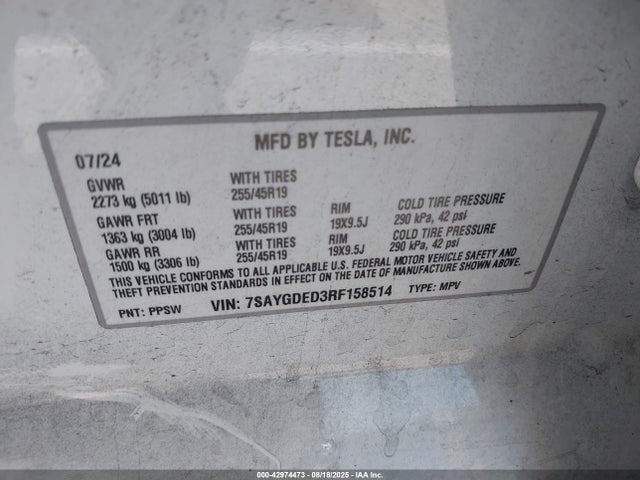 MFD BY TESLA, INC.
07/24
GVWR WITH TIRES
2273 kg (5011 lb) 255/45R19
GAWR FRT WITH TIRES RIM COLD TIRE PRESSURE
1363 kg (3004 lb) 255/45R19 19X9.5J 290 kPa, 42 psi
GAWR RR WITH TIRES RIM COLD TIRE PRESSURE
1500 kg (3306 lb) 255/45R19 19X9.5J 290 kPa, 42 psi
THIS VEHICLE CONFORMS TO ALL APPLICABLE U.S. FEDERAL MOTOR VEHICLE SAFETY AND
THEFT PREVENTION STANDARDS IN EFFECT ON THE DATE OF MANUFACTURE SHOWN ABOVE.
PNT: PPSW VIN: 7SAYGDED3RF158514 TYPE: MPV
000-42974473 - 08/18/2025 - IAA Inc.